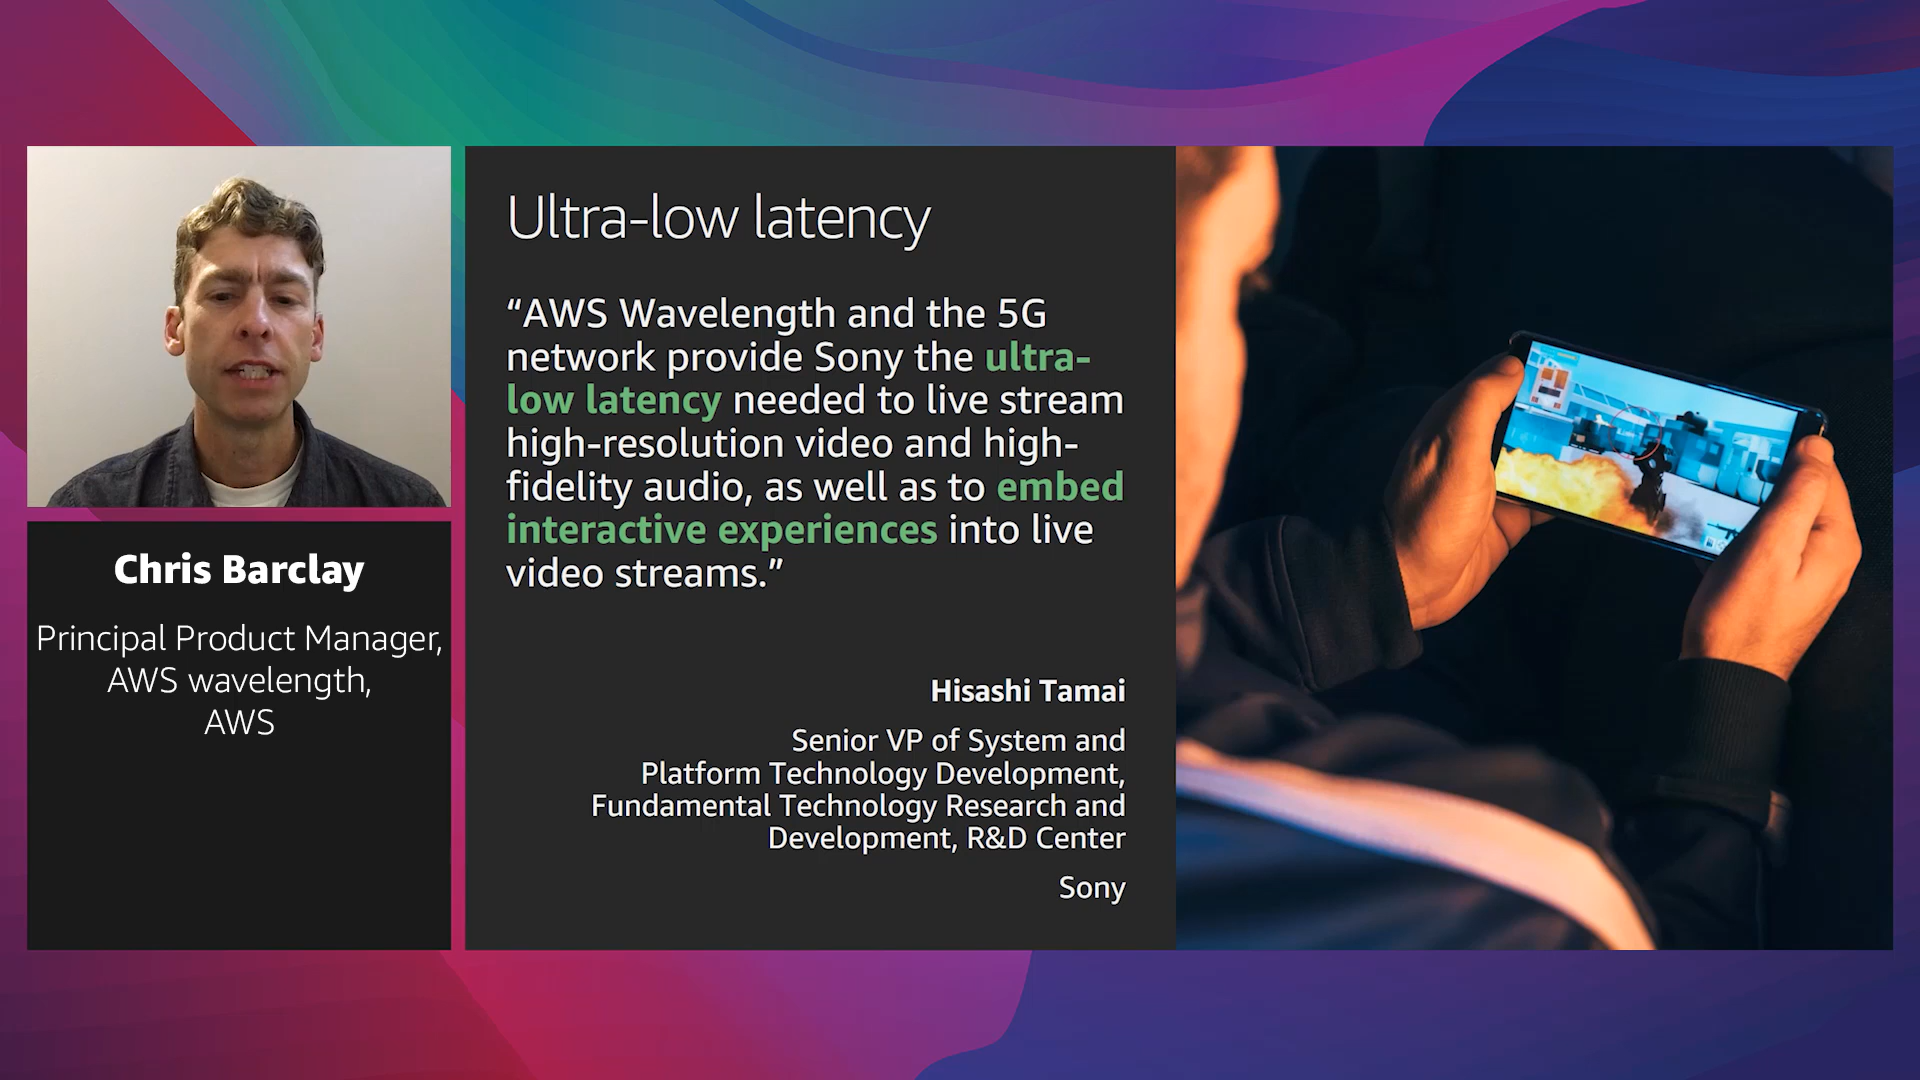 Chris Barclay
Principal Product Manager,
AWS wavelength,
AWS
Ultra-low latency
“AWS Wavelength and the 5G
network provide Sony the ultra-
low latency needed to live stream
high-resolution video and high-
fidelity audio, as well as to embed
interactive experiences into live
video streams.”
Hisashi Tamai
Senior VP of System and
Platform Technology Development,
Fundamental Technology Research and
Development, R&D Center
Sony